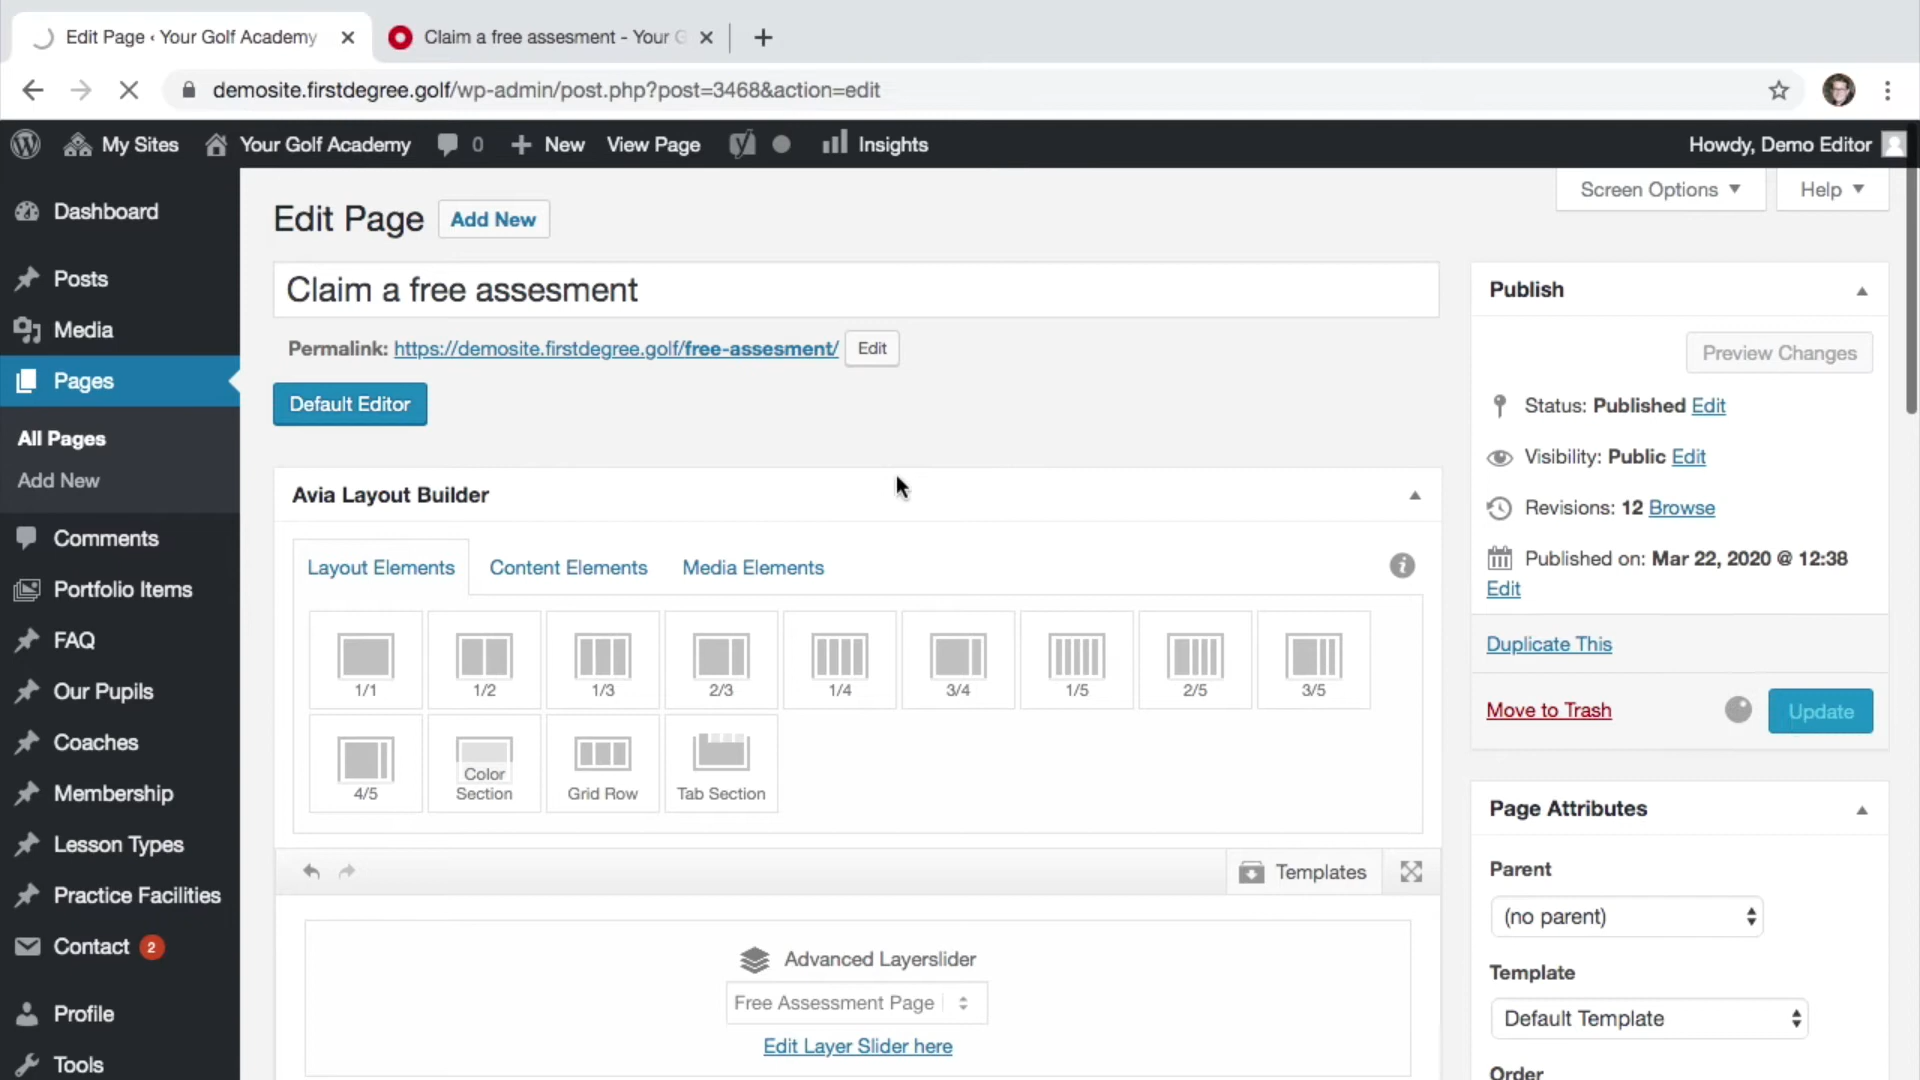 Edit Page ‹ Your Golf Academy
Claim a free assesment - Your G
demosite.firstdegree.golf/wp-admin/post.php?post=3468&action=edit
My Sites
Your Golf Academy
0
New
View Page
Insights
Howdy, Demo Editor
Screen Options
Help
Dashboard
Posts
Media
Pages
All Pages
Add New
Comments
Portfolio Items
FAQ
Our Pupils
Coaches
Membership
Lesson Types
Practice Facilities
Contact 2
Profile
Tools
Edit Page
Add New
Claim a free assesment
Permalink: https://demosite.firstdegree.golf/free-assesment/ Edit
Default Editor
Avia Layout Builder
Layout Elements
Content Elements
Media Elements
1/1
1/2
1/3
2/3
1/4
3/4
1/5
2/5
3/5
4/5
Color
Section
Grid Row
Tab Section
Templates
Advanced Layerslider
Free Assessment Page
Edit Layer Slider here
Publish
Preview Changes
Status: Published Edit
Visibility: Public Edit
Revisions: 12 Browse
Published on: Mar 22, 2020 @ 12:38
Edit
Duplicate This
Move to Trash
Update
Page Attributes
Parent
(no parent)
Template
Default Template
Order